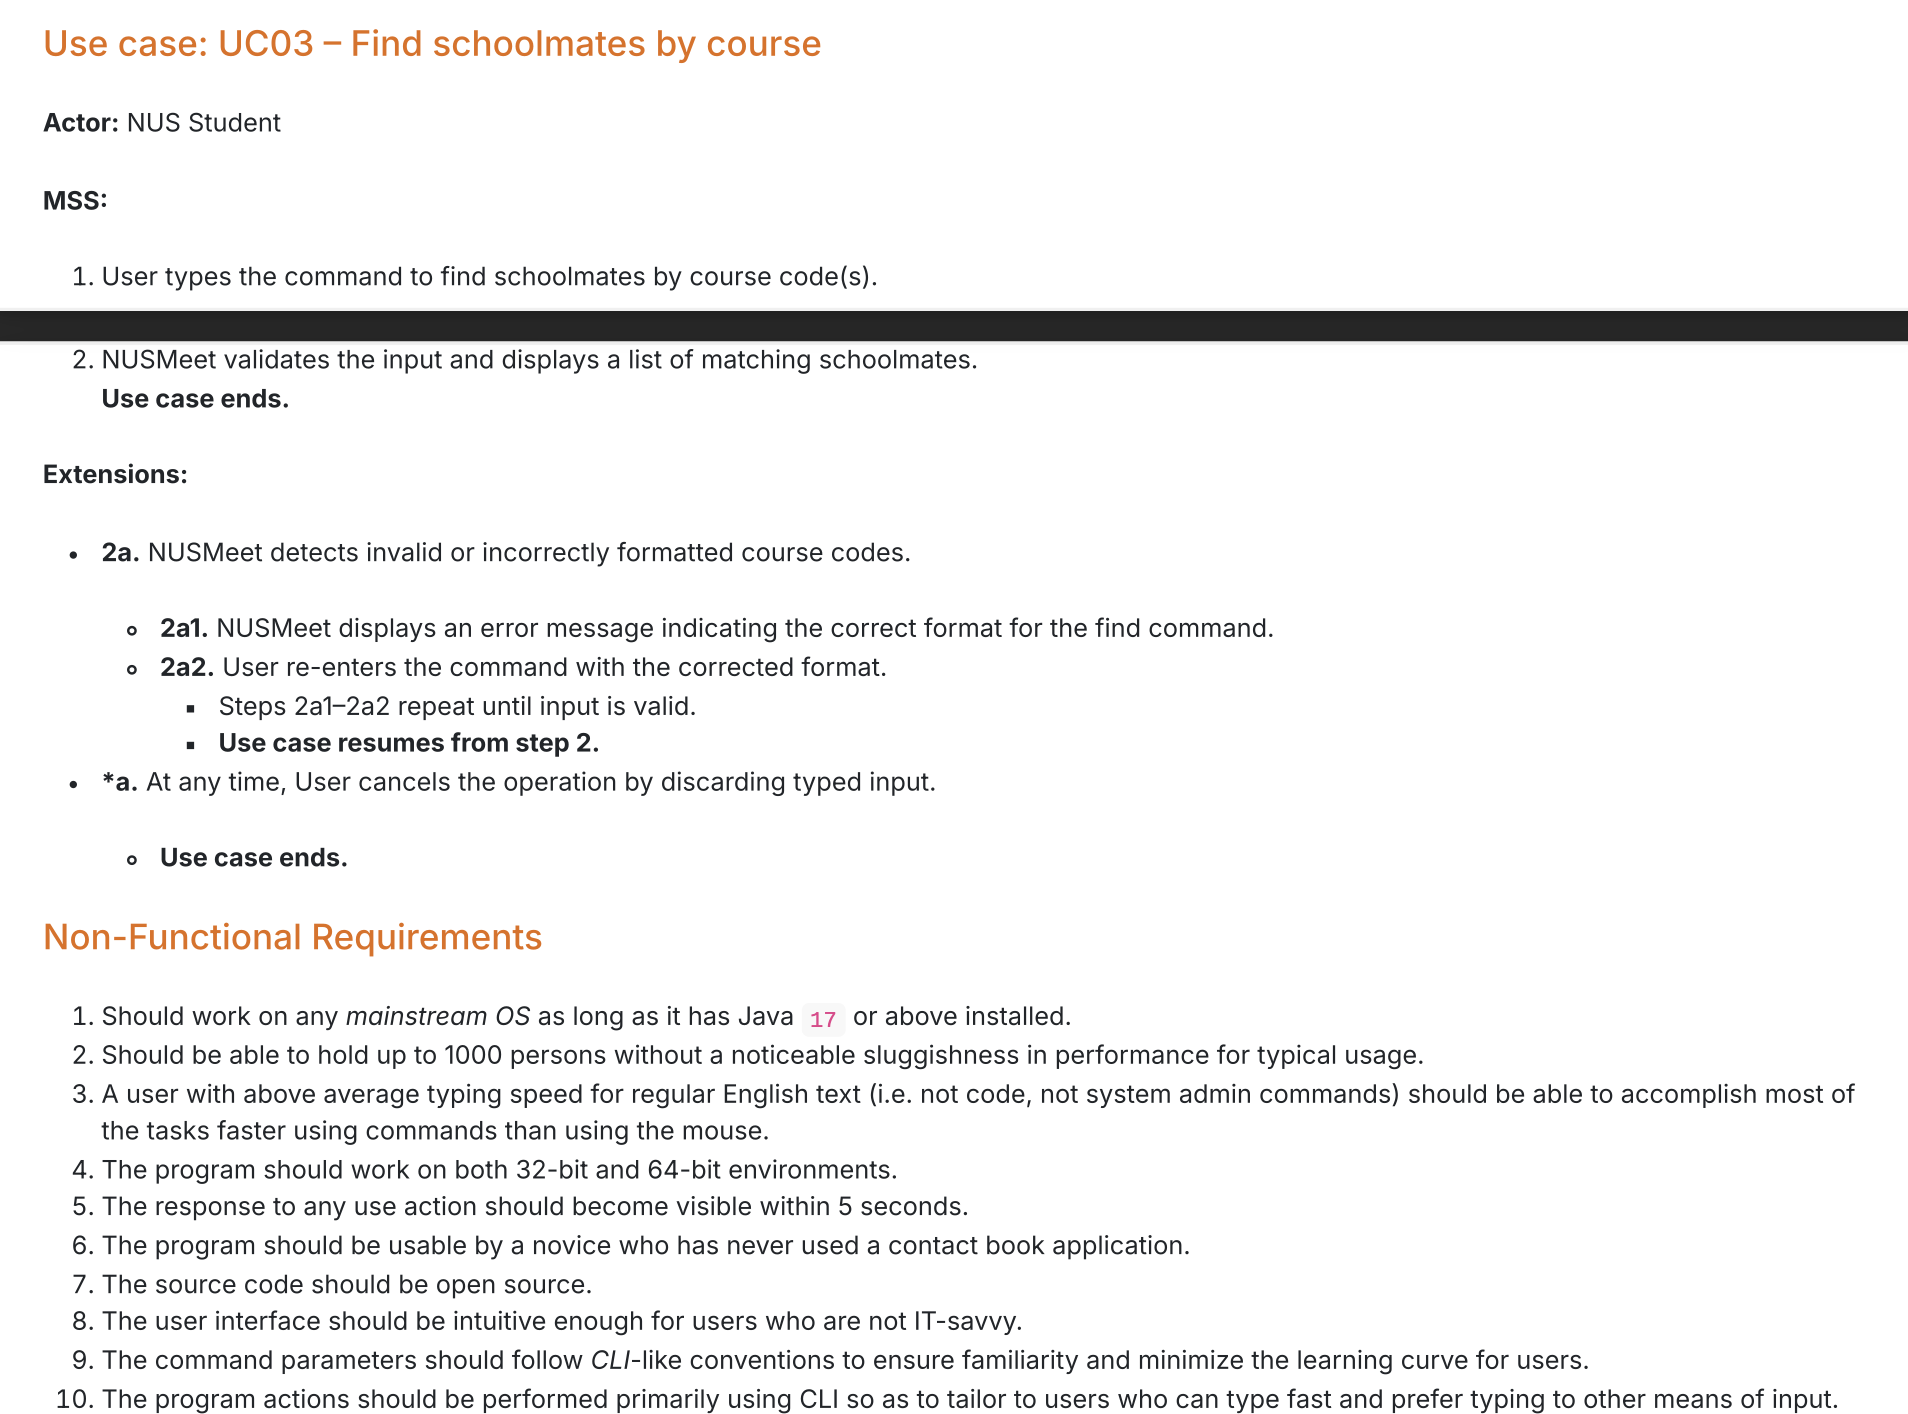 Use case: UC03 – Find schoolmates by course
Actor: NUS Student
MSS:
1. User types the command to find schoolmates by course code(s).
2. NUSMeet validates the input and displays a list of matching schoolmates.
Use case ends.
Extensions:
• 2a. NUSMeet detects invalid or incorrectly formatted course codes.
◦ 2a1. NUSMeet displays an error message indicating the correct format for the find command.
◦ 2a2. User re-enters the command with the corrected format.
▪ Steps 2a1–2a2 repeat until input is valid.
▪ Use case resumes from step 2.
• *a. At any time, User cancels the operation by discarding typed input.
◦ Use case ends.
Non-Functional Requirements
1. Should work on any mainstream OS as long as it has Java 17 or above installed.
2. Should be able to hold up to 1000 persons without a noticeable sluggishness in performance for typical usage.
3. A user with above average typing speed for regular English text (i.e. not code, not system admin commands) should be able to accomplish most of
the tasks faster using commands than using the mouse.
4. The program should work on both 32-bit and 64-bit environments.
5. The response to any use action should become visible within 5 seconds.
6. The program should be usable by a novice who has never used a contact book application.
7. The source code should be open source.
8. The user interface should be intuitive enough for users who are not IT-savvy.
9. The command parameters should follow CLI-like conventions to ensure familiarity and minimize the learning curve for users.
10. The program actions should be performed primarily using CLI so as to tailor to users who can type fast and prefer typing to other means of input.